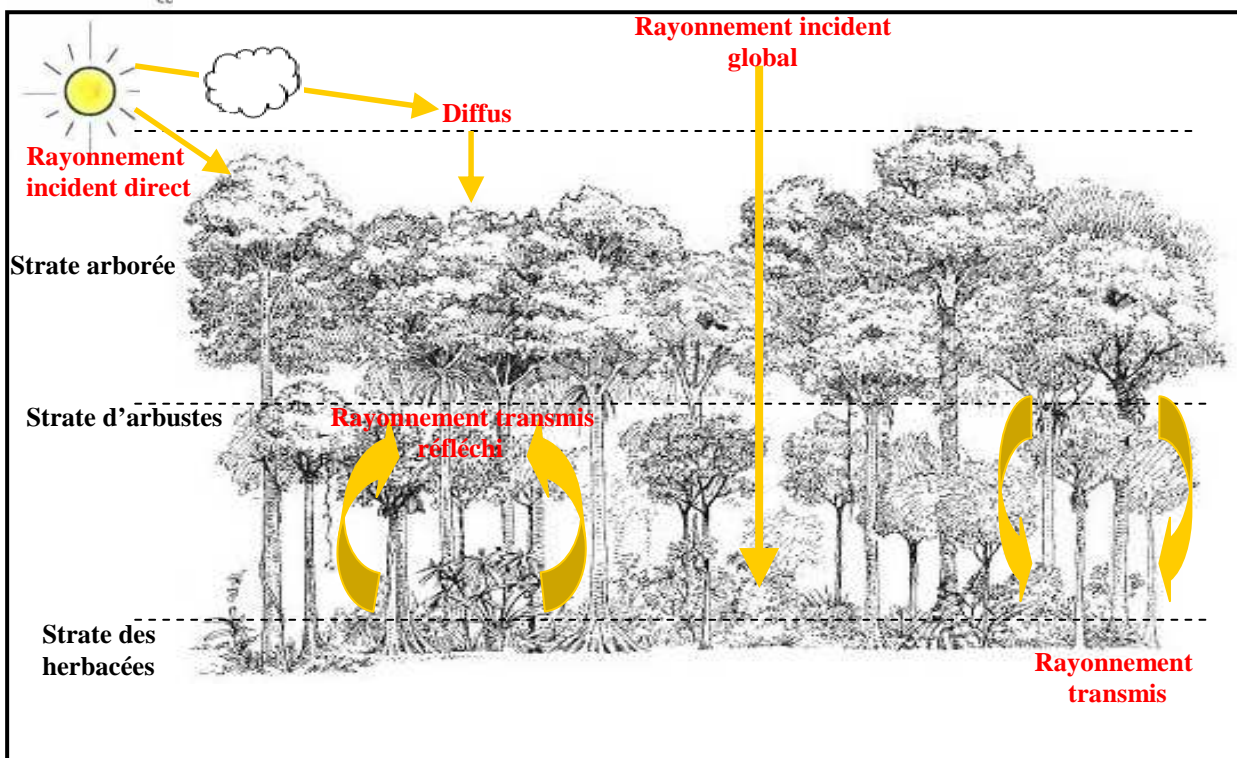 Rayonnement incident
global
Diffus
Rayonnement
incident direct
Strate arborée
Strate d’arbustes
Rayonnement transmis
réfléchi
Strate des
herbacées
Rayonnement
transmis